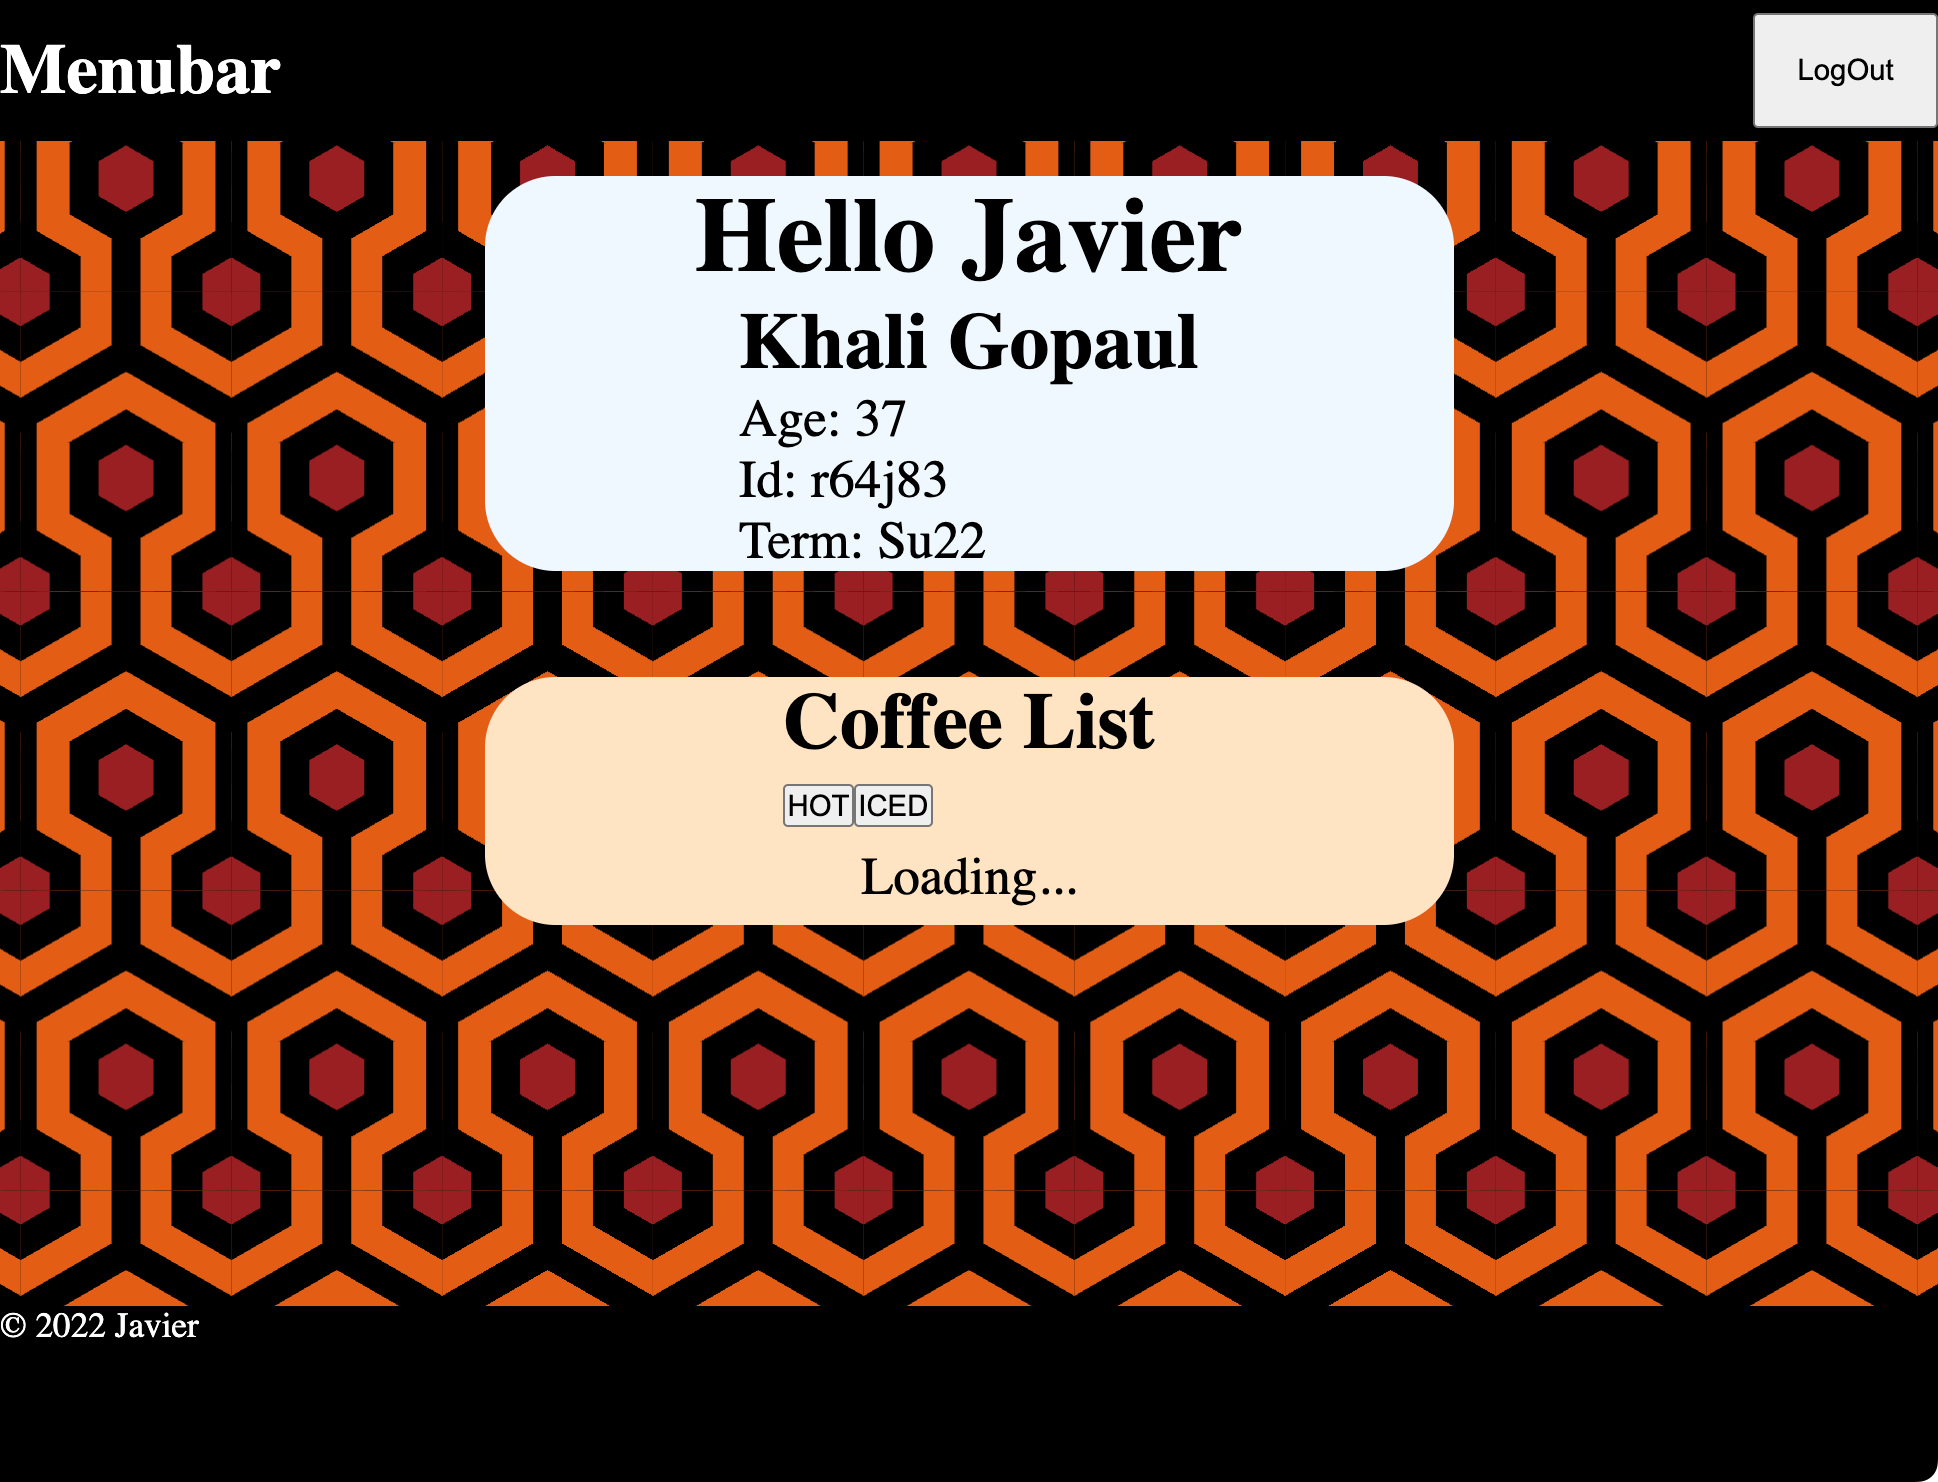 Menubar
LogOut
Hello Javier
Khali Gopaul
Age: 37
Id: r64j83
Term: Su22
Coffee List
HOT ICED
Loading...
© 2022 Javier